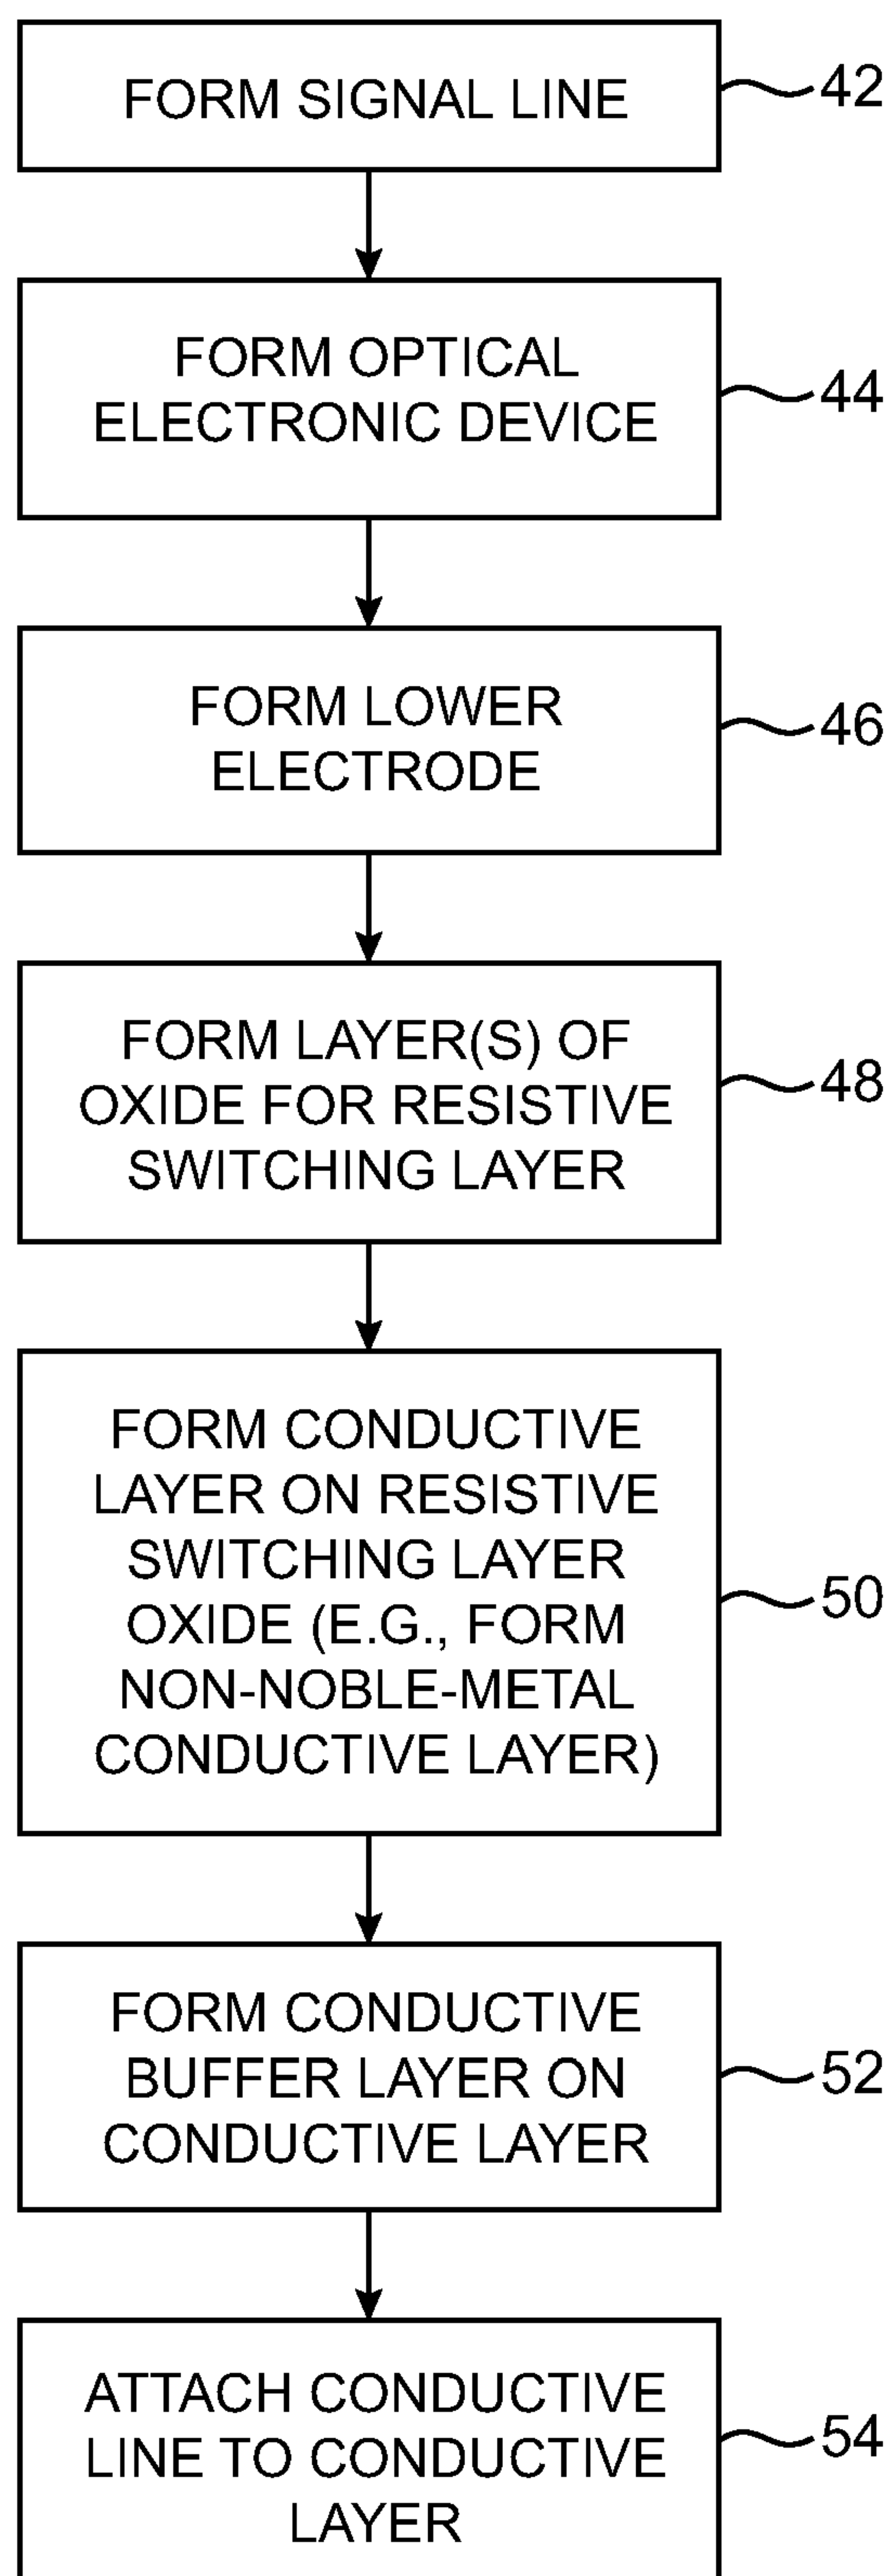 FORM SIGNAL LINE
42
FORM OPTICAL
ELECTRONIC DEVICE
44
FORM LOWER
ELECTRODE
46
FORM LAYER(S) OF
OXIDE FOR RESISTIVE
SWITCHING LAYER
48
FORM CONDUCTIVE
LAYER ON RESISTIVE
SWITCHING LAYER
OXIDE (E.G., FORM
NON-NOBLE-METAL
CONDUCTIVE LAYER)
50
FORM CONDUCTIVE
BUFFER LAYER ON
CONDUCTIVE LAYER
52
ATTACH CONDUCTIVE
LINE TO CONDUCTIVE
LAYER
54